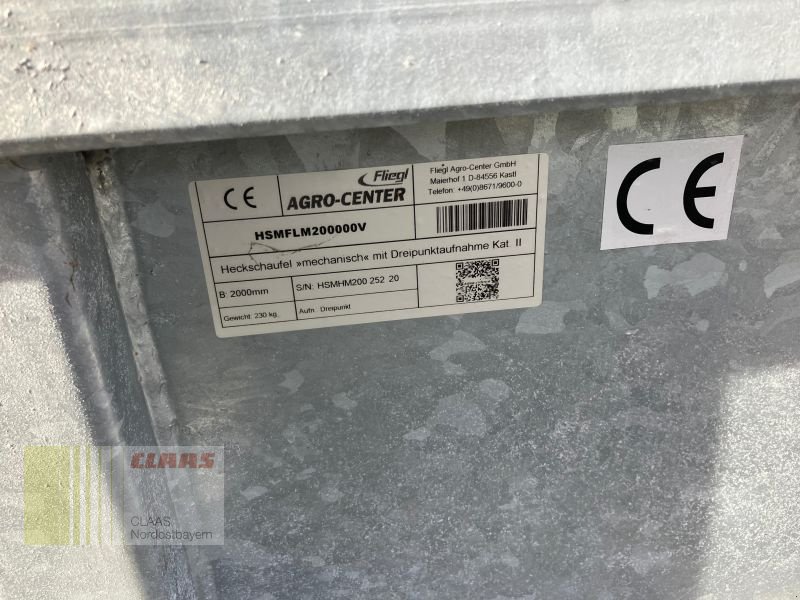 CE
Fliegl
AGRO-CENTER
Fliegl Agro-Center GmbH
Maierhof 1 D-84556 Kastl
Telefon: +49(0)8671/9600-0
HSMFLM200000V
Heckschaufel »mechanisch« mit Dreipunktaufnahme Kat. II
B: 2000mm
S/N: HSMHM200 252 20
Gewicht: 230 kg
Aufn. Dreipunkt
CE
CLAAS
CLAAS
Nordostbayern